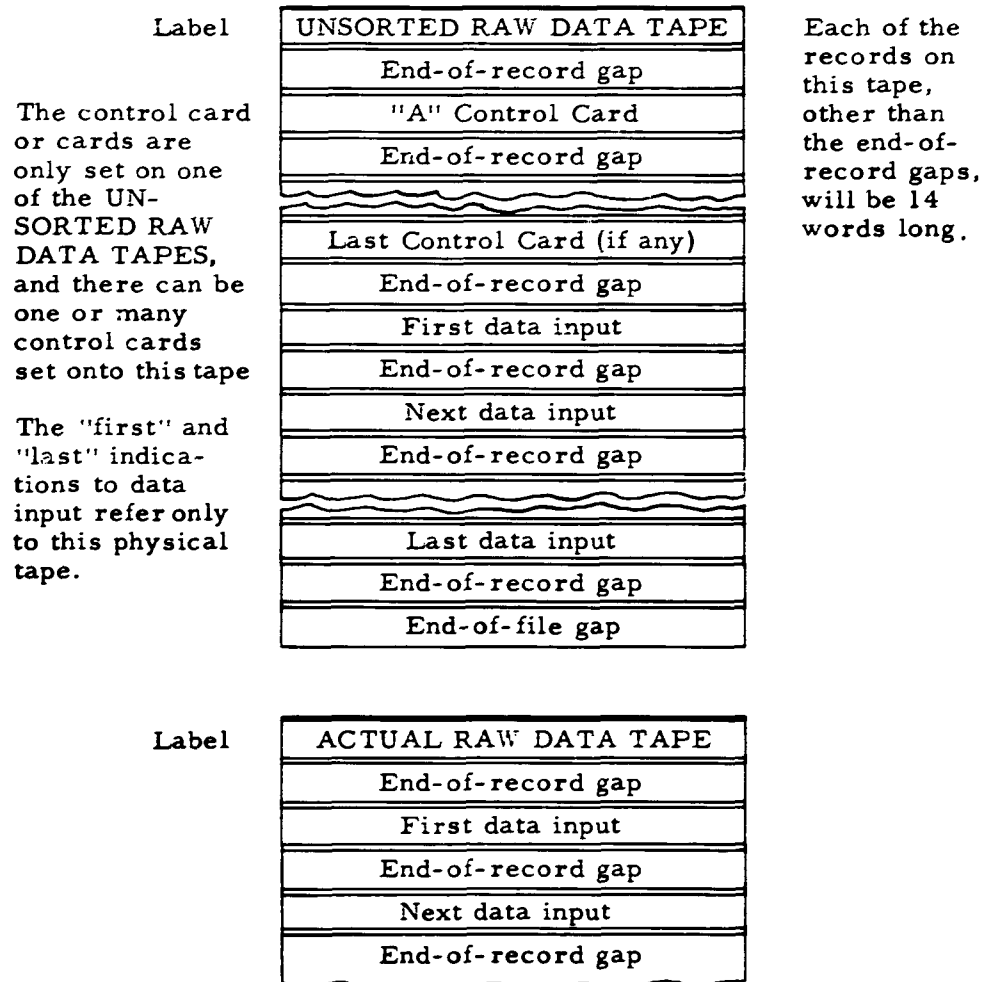 Label
UNSORTED RAW DATA TAPE
End-of-record gap
"A" Control Card
End-of-record gap
Last Control Card (if any)
End-of-record gap
First data input
End-of-record gap
Next data input
End-of-record gap
Last data input
End-of-record gap
End-of-file gap
The control card
or cards are
only set on one
of the UN-
SORTED RAW
DATA TAPES,
and there can be
one or many
control cards
set onto this tape
The "first" and
"last" indica-
tions to data
input refer only
to this physical
tape.
Each of the
records on
this tape,
other than
the end-of-
record gaps,
will be 14
words long.
Label
ACTUAL RAW DATA TAPE
End-of-record gap
First data input
End-of-record gap
Next data input
End-of-record gap